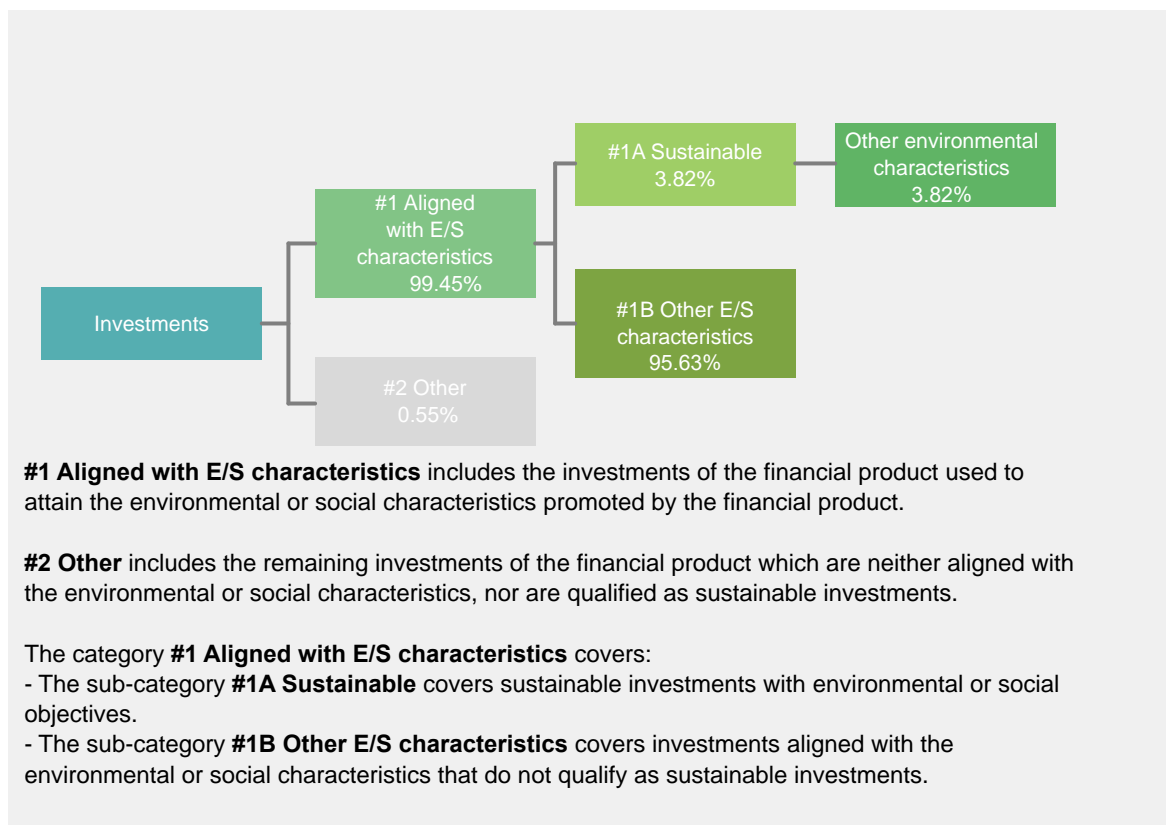 #1A Sustainable
3.82%
Other environmental
characteristics
3.82%
#1 Aligned
with E/S
characteristics
99.45%
Investments
#1B Other E/S
characteristics
95.63%
#2 Other
0.55%
#1 Aligned with E/S characteristics includes the investments of the financial product used to
attain the environmental or social characteristics promoted by the financial product.
#2 Other includes the remaining investments of the financial product which are neither aligned with
the environmental or social characteristics, nor are qualified as sustainable investments.
The category #1 Aligned with E/S characteristics covers:
- The sub-category #1A Sustainable covers sustainable investments with environmental or social
objectives.
- The sub-category #1B Other E/S characteristics covers investments aligned with the
environmental or social characteristics that do not qualify as sustainable investments.